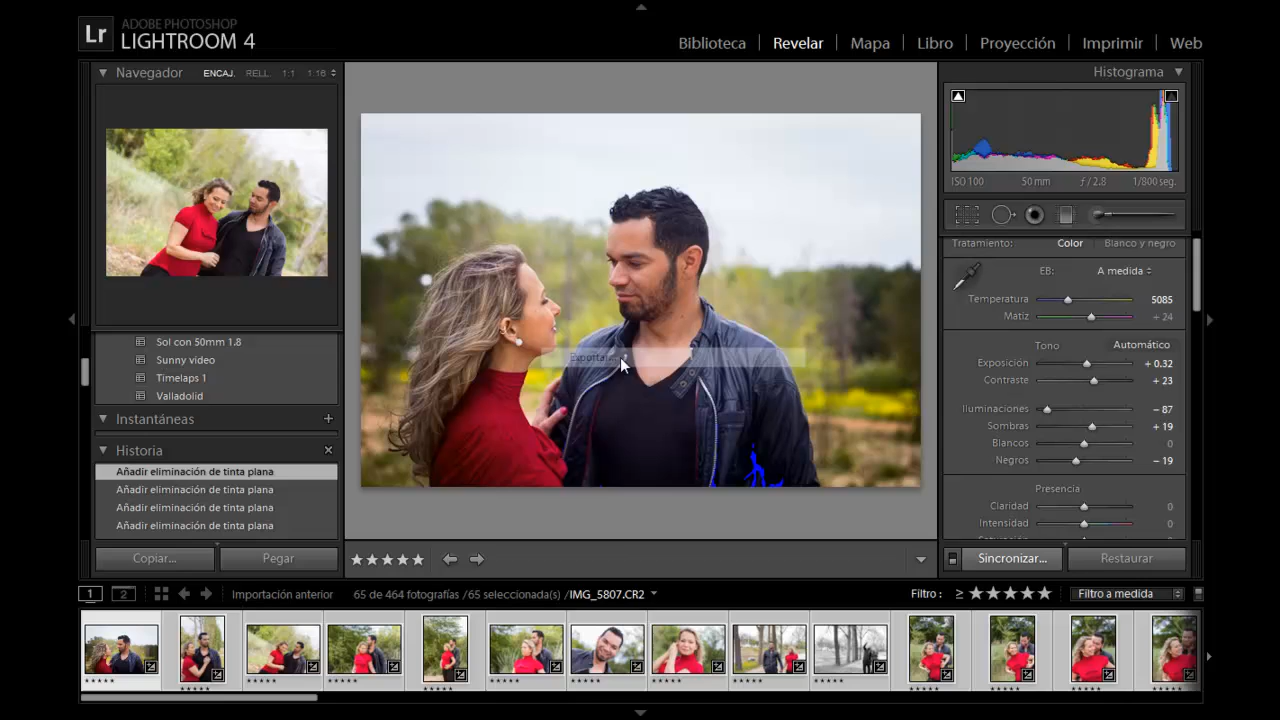 Lr
ADOBE PHOTOSHOP
LIGHTROOM 4
Biblioteca | Revelar | Mapa | Libro | Proyección | Imprimir | Web
Navegador ENCAJ. RELL. 1:1 1:16
Sol con 50mm 1.8
Sunny video
Timelaps 1
Valladolid
Instantáneas +
Historia ×
Añadir eliminación de tinta plana
Añadir eliminación de tinta plana
Añadir eliminación de tinta plana
Añadir eliminación de tinta plana
Copiar... Pegar
Exportar...
Histograma
ISO 100 50 mm ƒ / 2.8 1/800 seg.
Tratamiento: Color Blanco y negro
EB: A medida
Temperatura 5085
Matiz + 24
Tono Automático
Exposición + 0.32
Contraste + 23
Iluminaciones – 87
Sombras + 19
Blancos 0
Negros – 19
Presencia
Claridad 0
Intensidad 0
Sincronizar... Restaurar
1 2 Importación anterior 65 de 464 fotografías /65 seleccionada(s) /IMG_5807.CR2 Filtro : ≥ ★★★★★ Filtro a medida